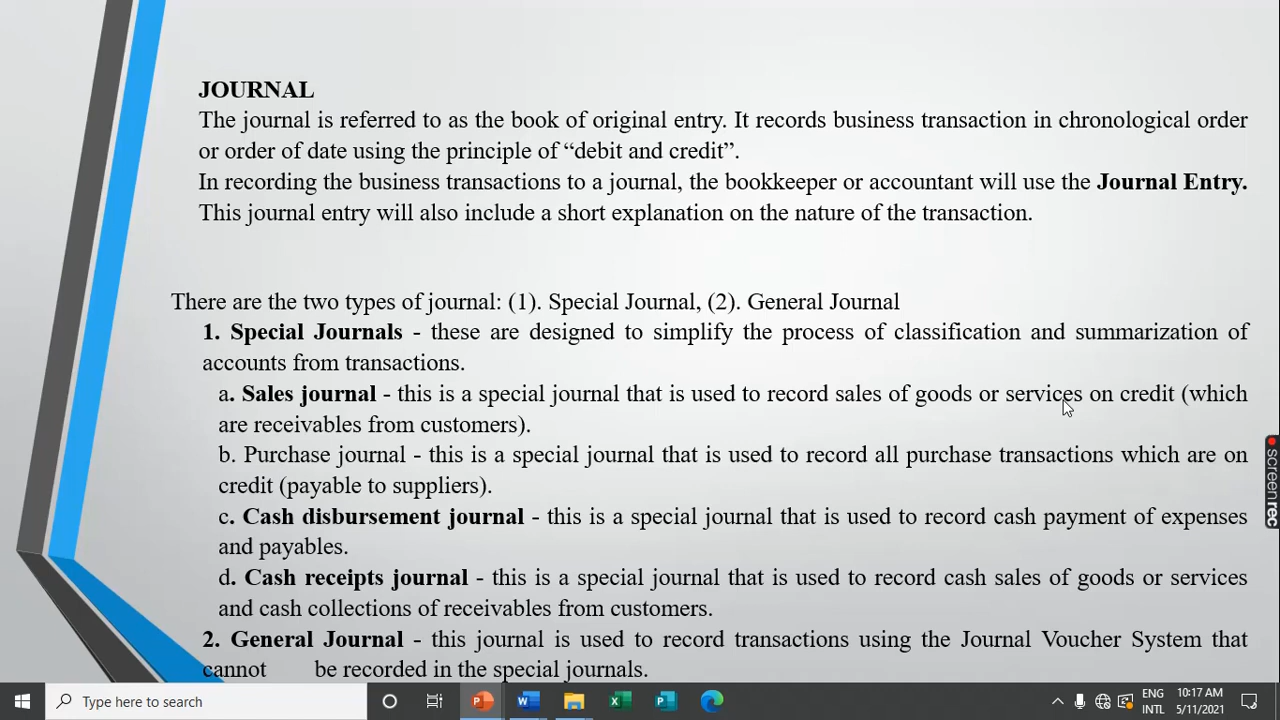 JOURNAL
The journal is referred to as the book of original entry. It records business transaction in chronological order
or order of date using the principle of “debit and credit”.
In recording the business transactions to a journal, the bookkeeper or accountant will use the Journal Entry.
This journal entry will also include a short explanation on the nature of the transaction.
There are the two types of journal: (1). Special Journal, (2). General Journal
1. Special Journals - these are designed to simplify the process of classification and summarization of
accounts from transactions.
a. Sales journal - this is a special journal that is used to record sales of goods or services on credit (which
are receivables from customers).
b. Purchase journal - this is a special journal that is used to record all purchase transactions which are on
credit (payable to suppliers).
c. Cash disbursement journal - this is a special journal that is used to record cash payment of expenses
and payables.
d. Cash receipts journal - this is a special journal that is used to record cash sales of goods or services
and cash collections of receivables from customers.
2. General Journal - this journal is used to record transactions using the Journal Voucher System that
cannot be recorded in the special journals.
screenrec
Type here to search
ENG
INTL
10:17 AM
5/11/2021